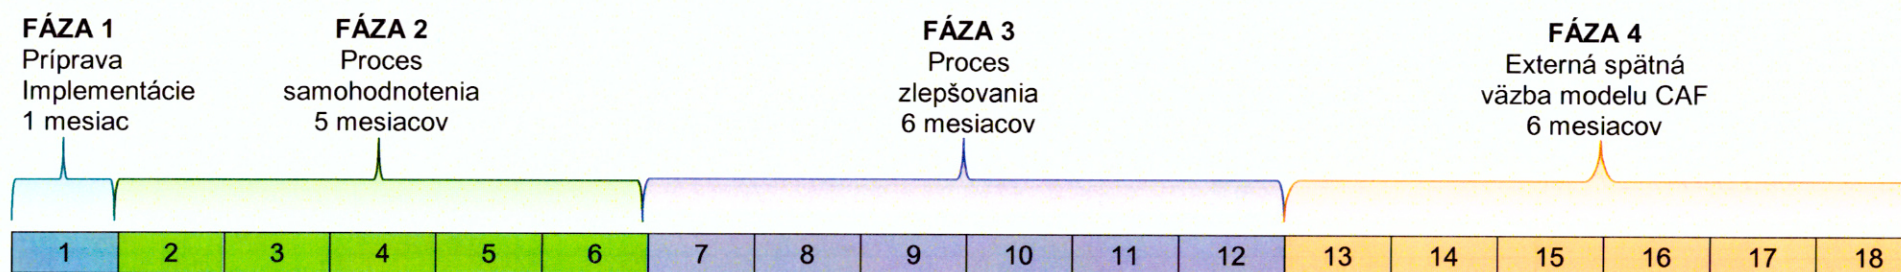 FÁZA 1
Príprava
Implementácie
1 mesiac
FÁZA 2
Proces
samohodnotenia
5 mesiacov
FÁZA 3
Proces
zlepšovania
6 mesiacov
FÁZA 4
Externá spätná
väzba modelu CAF
6 mesiacov
1 2 3 4 5 6 7 8 9 10 11 12 13 14 15 16 17 18